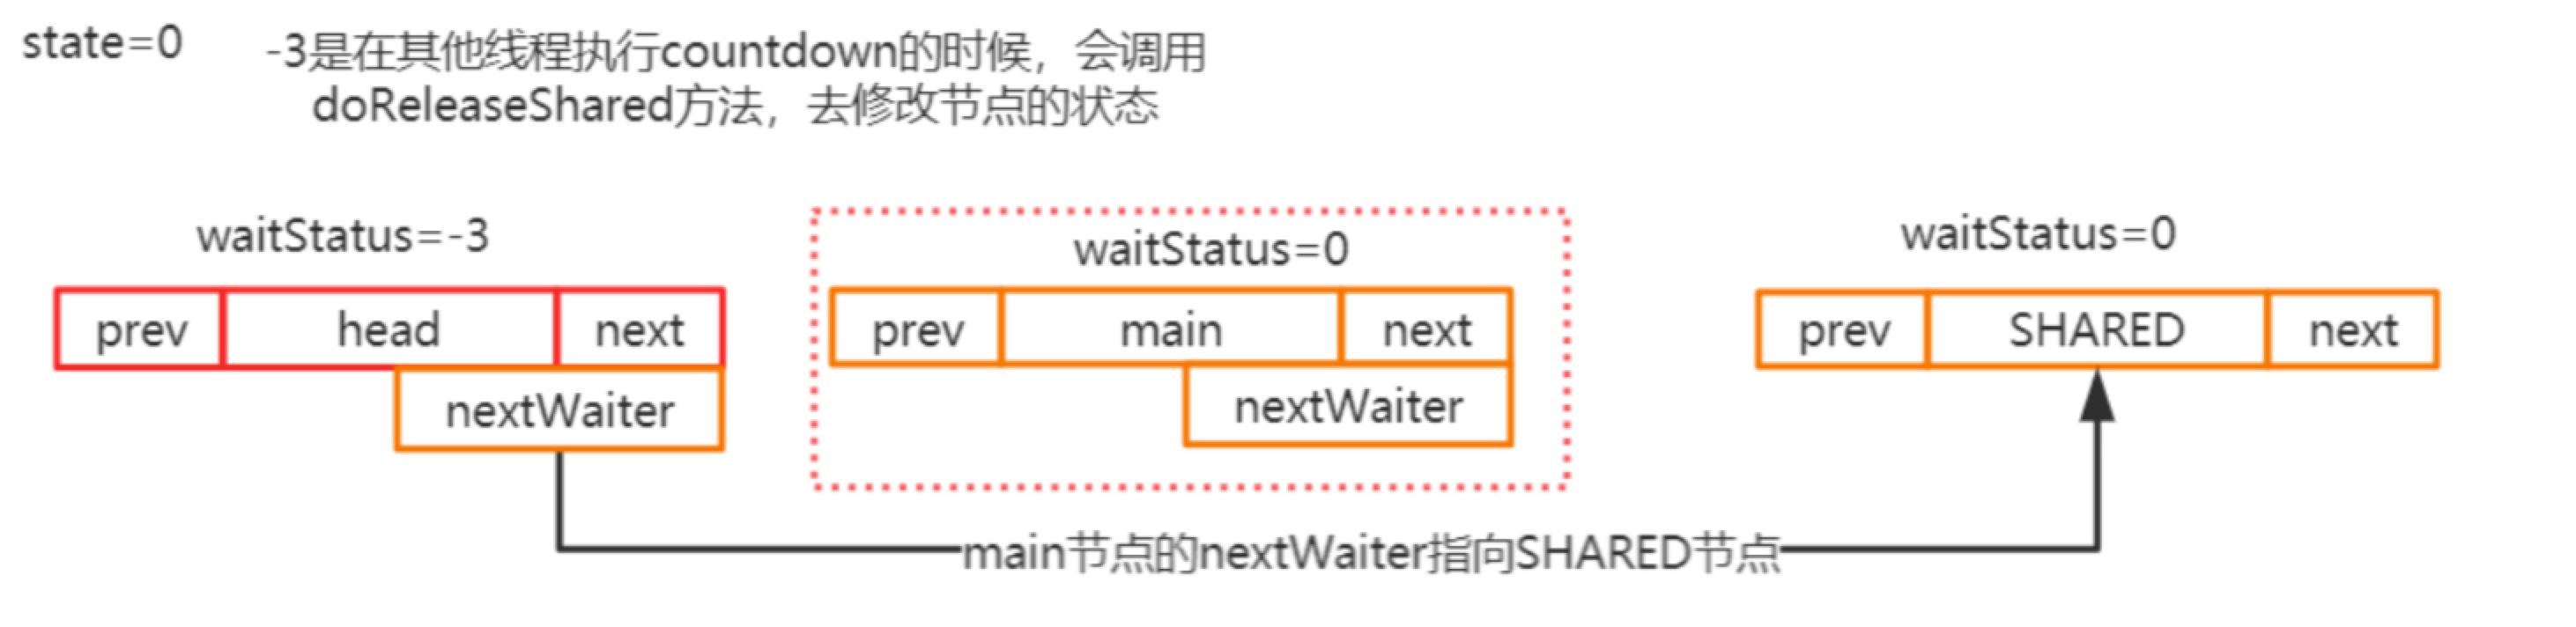 state=0
-3是在其他线程执行countdown的时候，会调用
doReleaseShared方法，去修改节点的状态
waitStatus=-3
waitStatus=0
waitStatus=0
prev head next
prev main next
prev SHARED next
nextWaiter
nextWaiter
main节点的nextWaiter指向SHARED节点